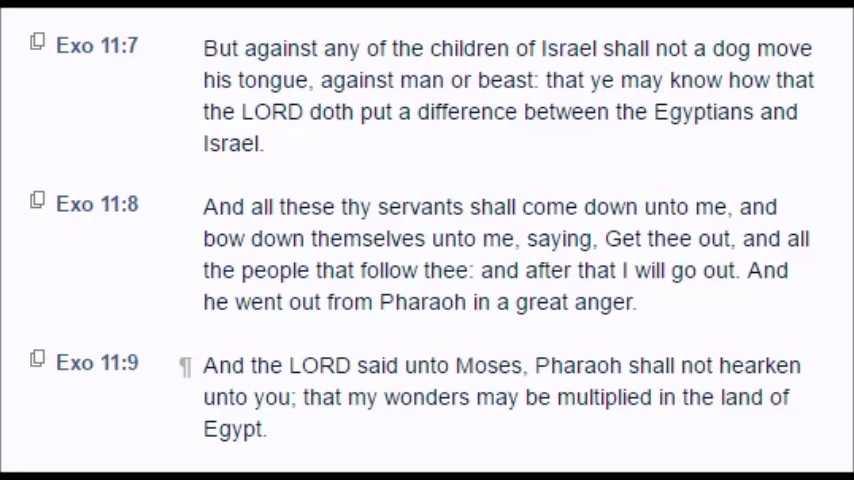 Exo 11:7 But against any of the children of Israel shall not a dog move
his tongue, against man or beast: that ye may know how that
the LORD doth put a difference between the Egyptians and
Israel.
Exo 11:8 And all these thy servants shall come down unto me, and
bow down themselves unto me, saying, Get thee out, and all
the people that follow thee: and after that I will go out. And
he went out from Pharaoh in a great anger.
Exo 11:9 ¶ And the LORD said unto Moses, Pharaoh shall not hearken
unto you; that my wonders may be multiplied in the land of
Egypt.